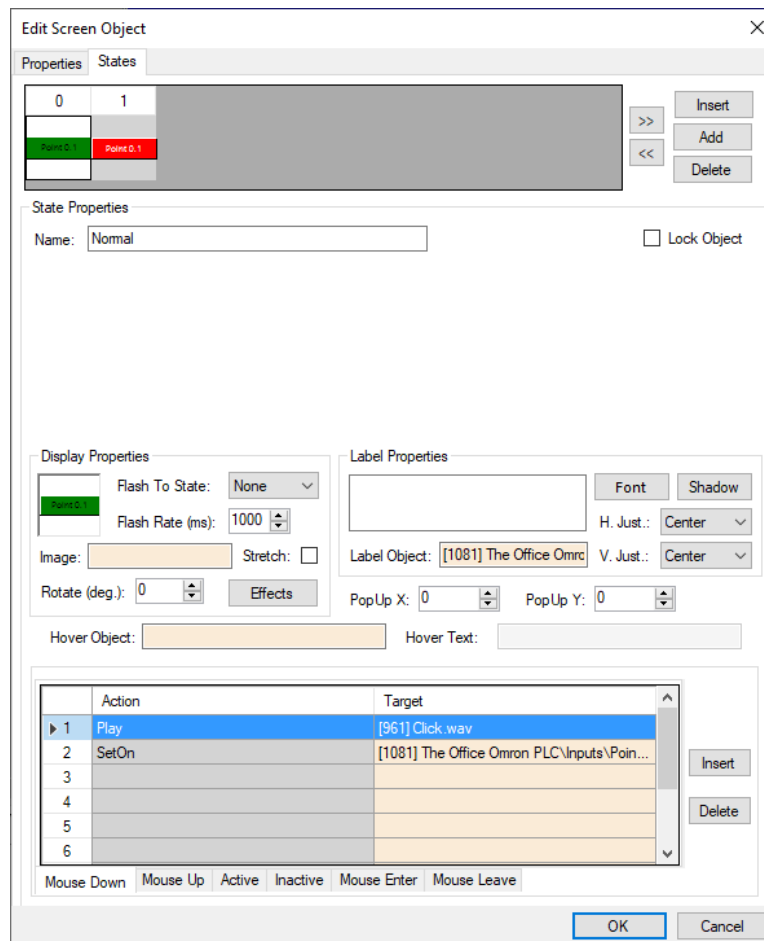 Edit Screen Object
Properties States
0 1
Point 0.1 Point 0.1
>>
<<
Insert
Add
Delete
State Properties
Name: Normal
Lock Object
Display Properties
Point 0.1
Flash To State: None
Flash Rate (ms): 1000
Image: Stretch:
Rotate (deg.): 0 Effects
Label Properties
Font Shadow
H. Just.: Center
Label Object: [1081] The Office Omrc V. Just.: Center
PopUp X: 0 PopUp Y: 0
Hover Object: Hover Text:
Action Target
1 Play [961] Click.wav
2 SetOn [1081] The Office Omron PLC\Inputs\Poin...
3
4
5
6
Insert
Delete
Mouse Down Mouse Up Active Inactive Mouse Enter Mouse Leave
OK Cancel